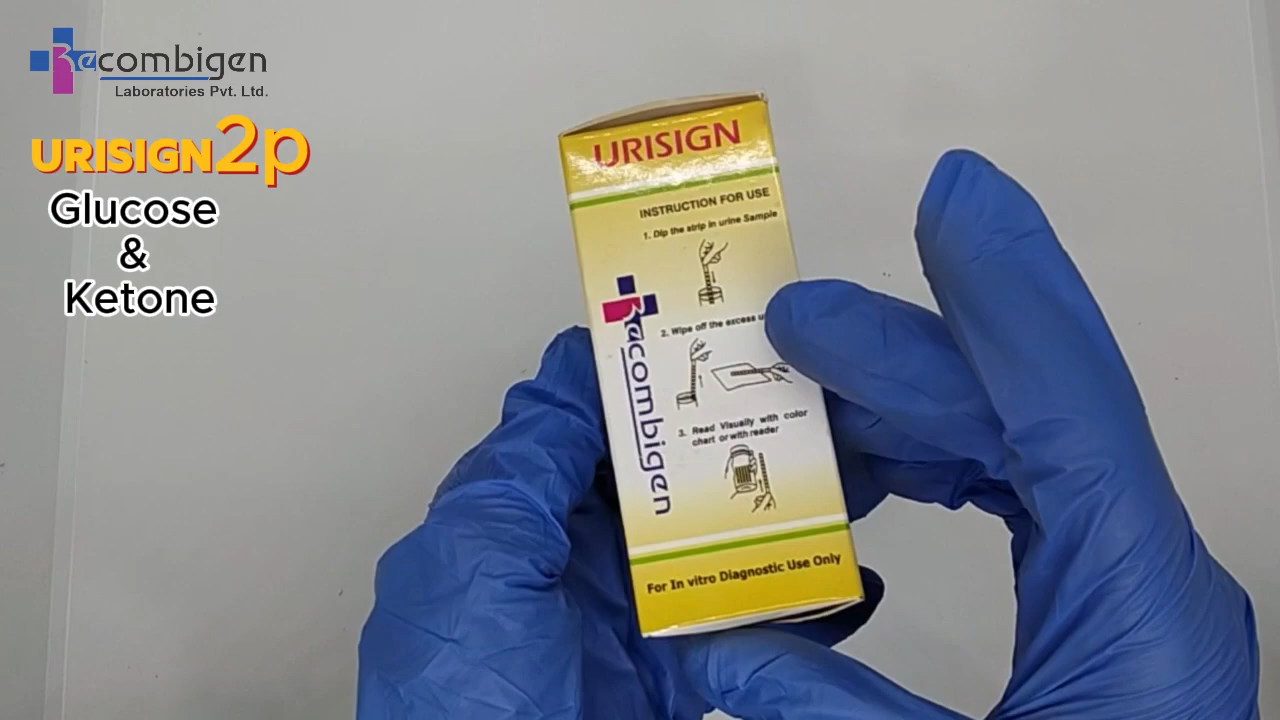 Recombigen
Laboratories Pvt. Ltd.
URISIGN2p
Glucose
&
Ketone
URISIGN
INSTRUCTION FOR USE
1. Dip the strip in urine Sample
2. Wipe off the excess
3. Read Visually with color
chart or with reader
Recombigen
For In vitro Diagnostic Use Only